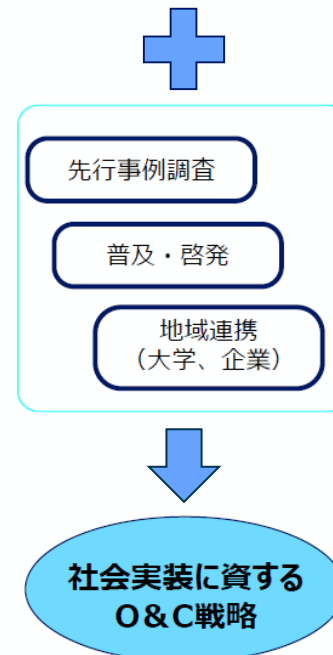 先行事例調査
普及・啓発
地域連携
（大学、企業）
社会実装に資する
O＆C戦略